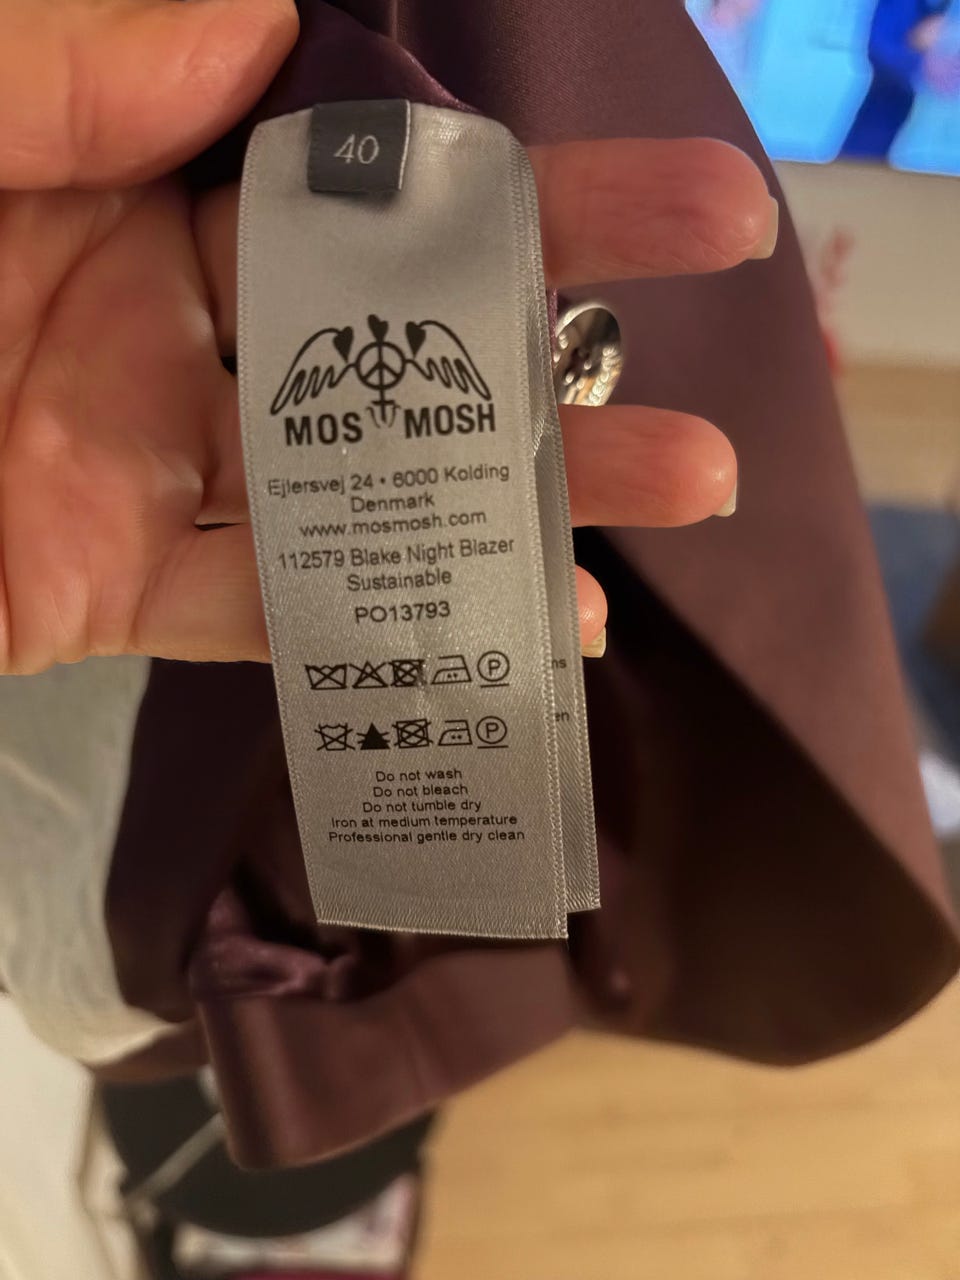 40
MOS MOSH
Ejlersvej 24 • 6000 Kolding
Denmark
www.mosmosh.com
112579 Blake Night Blazer
Sustainable
PO13793
P
P
Do not wash
Do not bleach
Do not tumble dry
Iron at medium temperature
Professional gentle dry clean